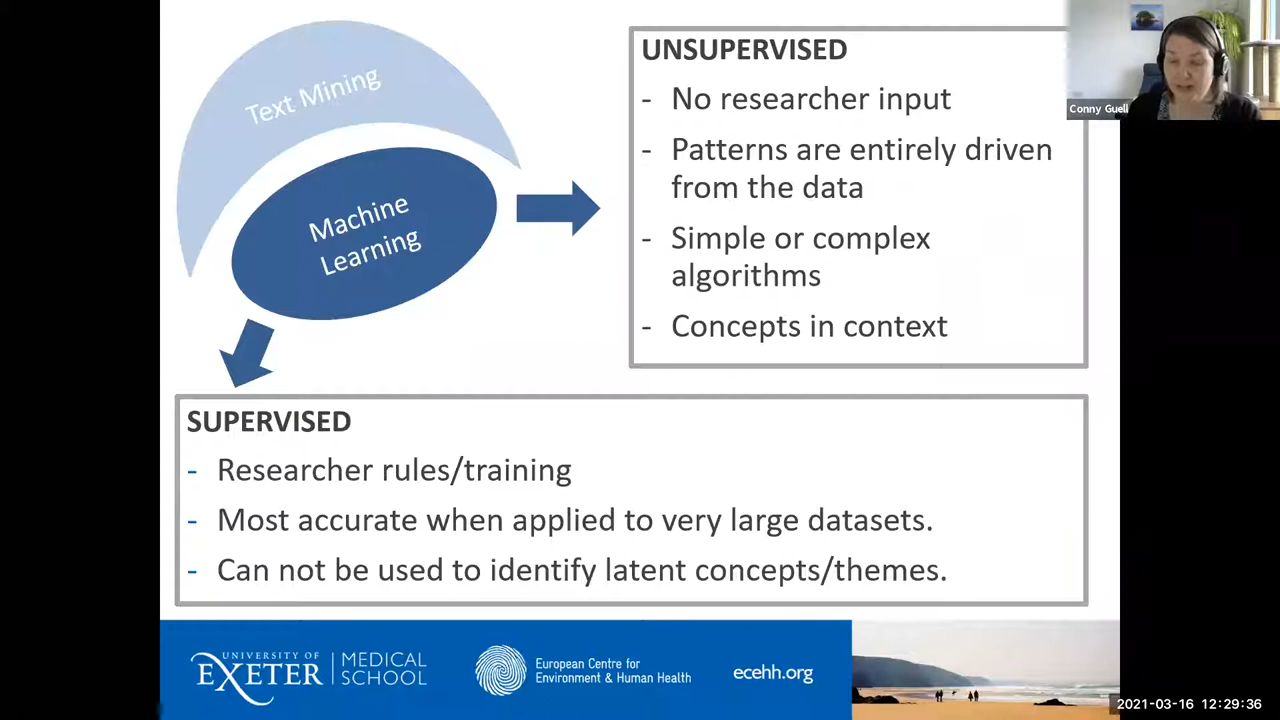 Text Mining
Machine
Learning
UNSUPERVISED
- No researcher input
- Patterns are entirely driven
from the data
- Simple or complex
algorithms
- Concepts in context
Conny Guell
SUPERVISED
- Researcher rules/training
- Most accurate when applied to very large datasets.
- Can not be used to identify latent concepts/themes.
UNIVERSITY OF
EXETER
MEDICAL
SCHOOL
European Centre for
Environment & Human Health
ecehh.org
2021-03-16 12:29:36